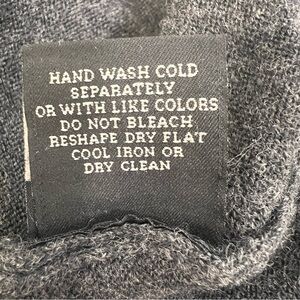 HAND WASH COLD
SEPARATELY
OR WITH LIKE COLORS
DO NOT BLEACH
RESHAPE DRY FLAT
COOL IRON OR
DRY CLEAN